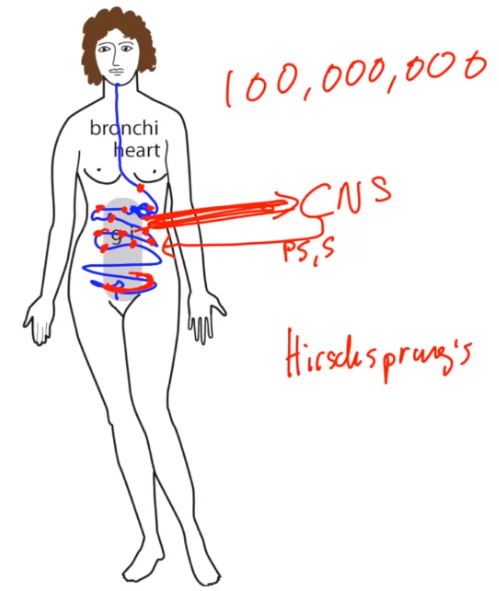 100,000,000
bronchi
heart
CNS
g i
PS,S
Hirschsprung's